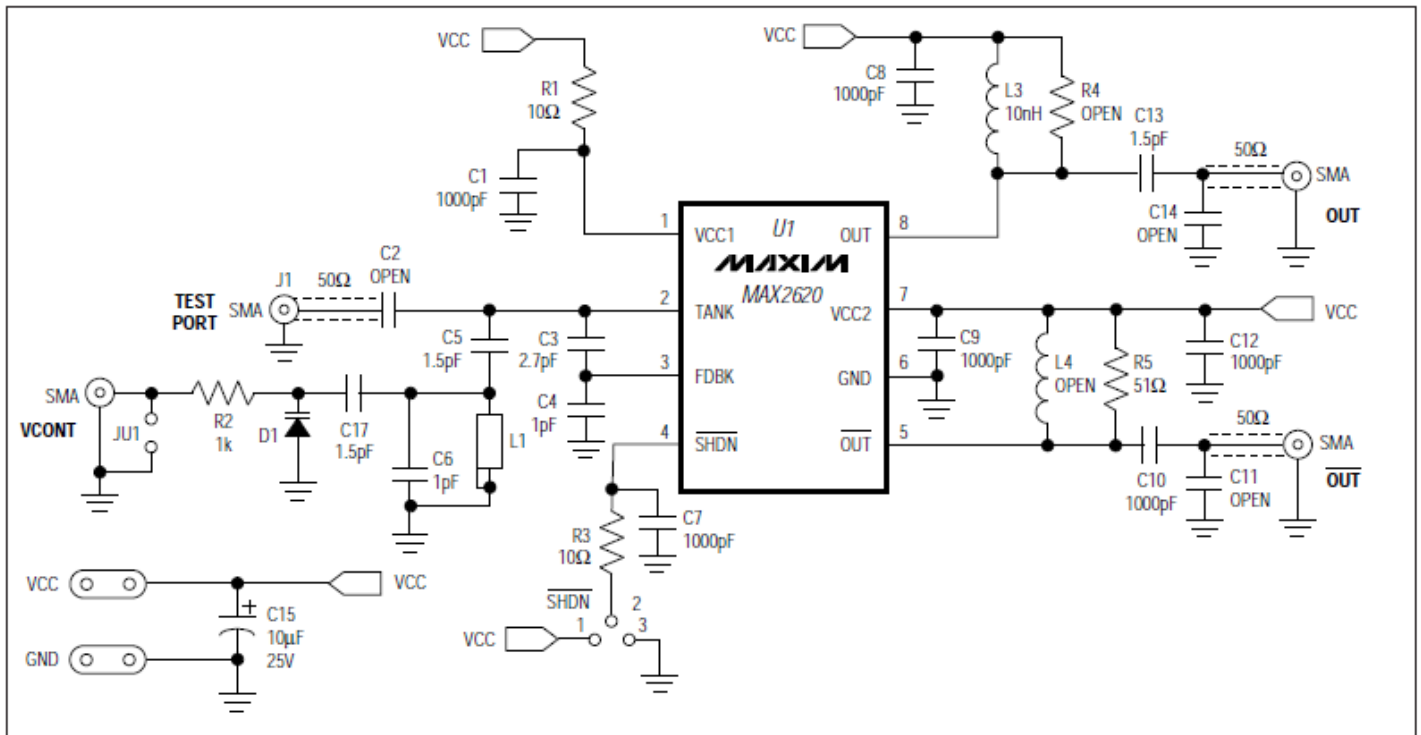 VCC
R1
10Ω
C1
1000pF
VCC
C8
1000pF
L3
10nH
R4
OPEN
C13
1.5pF
50Ω
SMA
OUT
C14
OPEN
1
VCC1
U1
OUT
8
MAXIM
MAX2620
TEST
PORT
SMA
J1
50Ω
C2
OPEN
2
TANK
VCC2
7
VCC
C5
1.5pF
C3
2.7pF
3
FDBK
GND
6
C9
1000pF
L4
OPEN
R5
51Ω
C12
1000pF
SMA
VCONT
JU1
R2
1k
D1
C17
1.5pF
C6
1pF
L1
C4
1pF
4
SHDN
OUT
5
C10
1000pF
50Ω
SMA
OUT
C11
OPEN
R3
10Ω
C7
1000pF
SHDN
VCC
1
2
3
VCC
VCC
C15
+
10µF
25V
GND